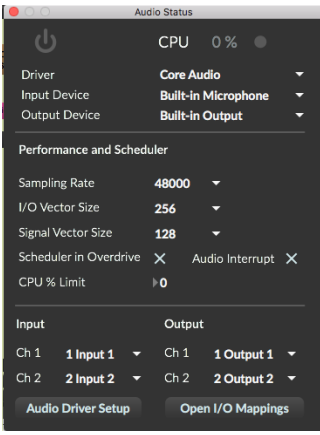 Audio Status
CPU 0 %
Driver Core Audio
Input Device Built-in Microphone
Output Device Built-in Output
Performance and Scheduler
Sampling Rate 48000
I/O Vector Size 256
Signal Vector Size 128
Scheduler in Overdrive X Audio Interrupt X
CPU % Limit 0
Input Output
Ch 1 1 Input 1 Ch 1 1 Output 1
Ch 2 2 Input 2 Ch 2 2 Output 2
Audio Driver Setup Open I/O Mappings